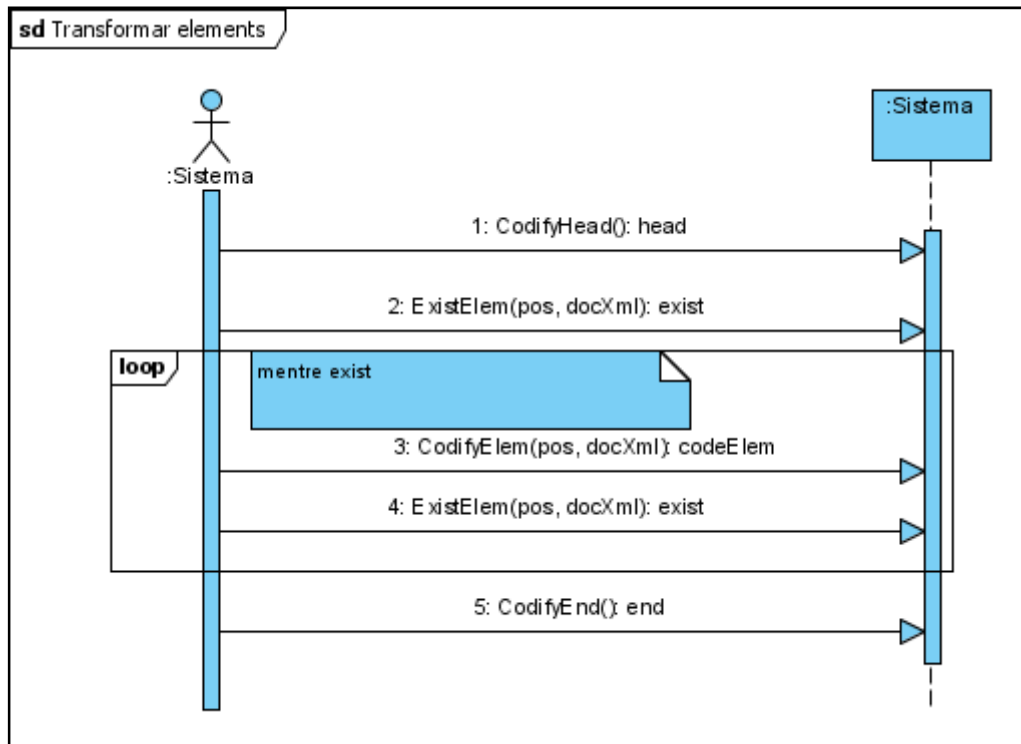 sd Transformar elements
:Sistema
:Sistema
1: CodifyHead(): head
2: ExistElem(pos, docXml): exist
loop
mentre exist
3: CodifyElem(pos, docXml): codeElem
4: ExistElem(pos, docXml): exist
5: CodifyEnd(): end